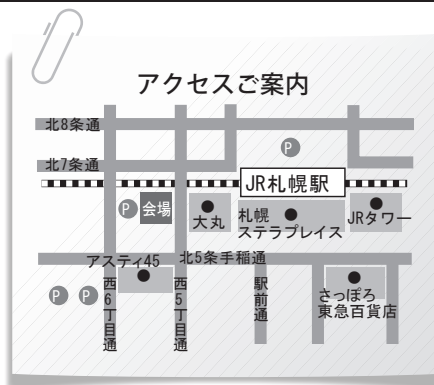 アクセスご案内
北8条通
P
北7条通
JR札幌駅
P
会場
大丸
札幌
ステラプレイス
JRタワー
アスティ45
北5条手稲通
P
P
西6丁目通
西5丁目通
駅前通
さっぽろ
東急百貨店